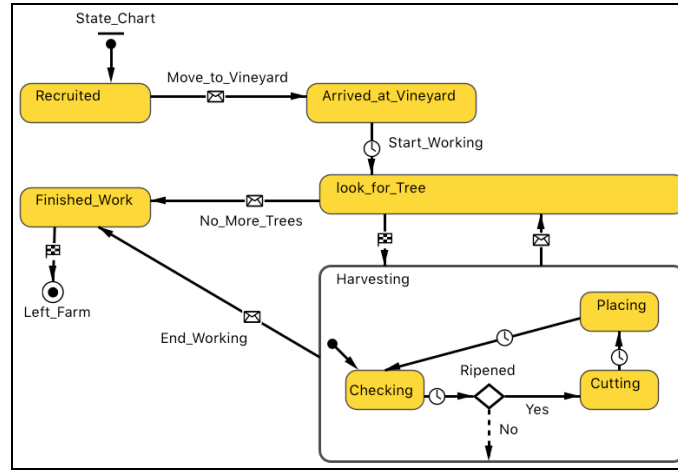 State_Chart
Move_to_Vineyard
Recruited
Arrived_at_Vineyard
Start_Working
look_for_Tree
Finished_Work
No_More_Trees
Harvesting
Left_Farm
Placing
End_Working
Ripened
Checking
Cutting
Yes
No